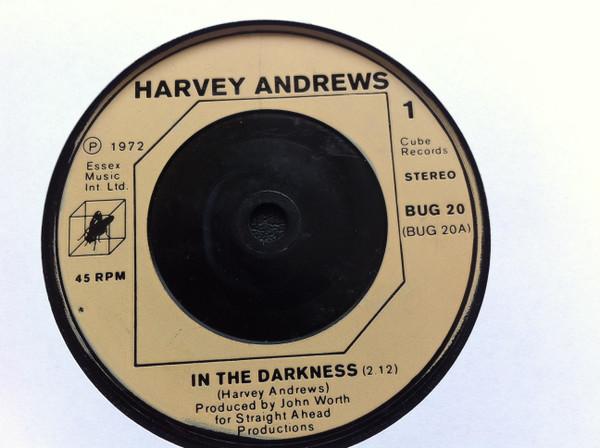 HARVEY ANDREWS
1
℗ 1972
Essex
Music
Int. Ltd.
45 RPM
Cube
Records
STEREO
BUG 20
(BUG 20A)
IN THE DARKNESS (2.12)
(Harvey Andrews)
Produced by John Worth
for Straight Ahead
Productions